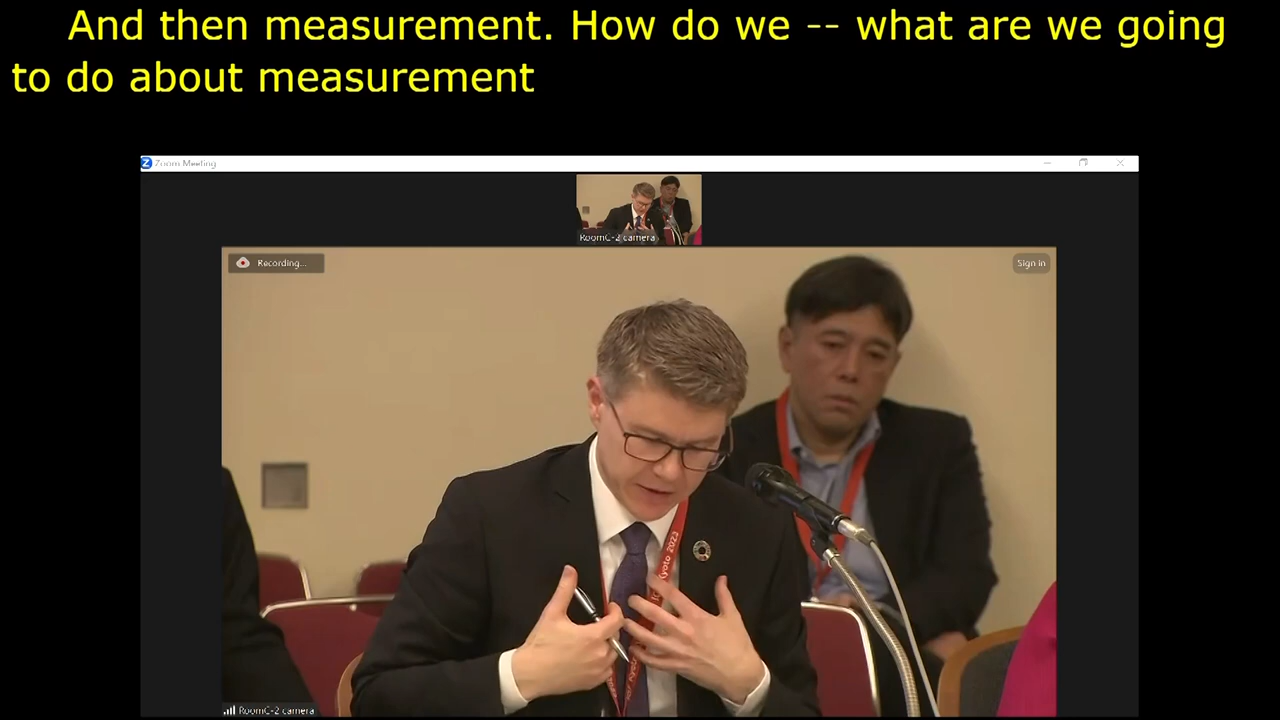 And then measurement. How do we -- what are we going
to do about measurement
Zoom Meeting
RoomC-2 camera
Recording...
Sign in
Kyoto 2023
RoomC-2 camera